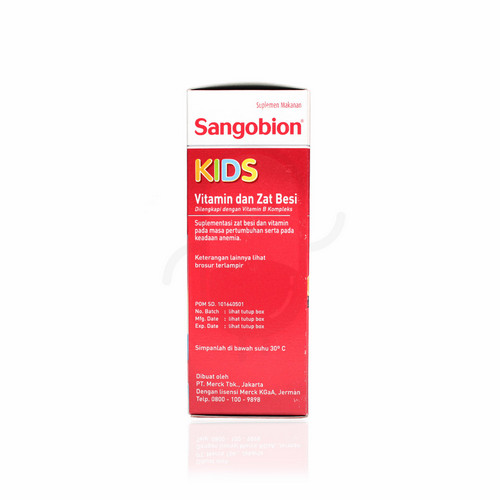 Suplemen Makanan
Sangobion®
KIDS
Vitamin dan Zat Besi
Dilengkapi dengan Vitamin B Kompleks
Suplementasi zat besi dan vitamin
pada masa pertumbuhan serta pada
keadaan anemia.
Keterangan lainnya lihat
brosur terlampir
POM SD. 101640501
No. Batch : lihat tutup box
Mfg. Date : lihat tutup box
Exp. Date : lihat tutup box
Simpanlah di bawah suhu 30° C
Dibuat oleh
PT. Merck Tbk., Jakarta
Dengan lisensi Merck KGaA, Jerman
Telp. 0800 - 100 - 9898